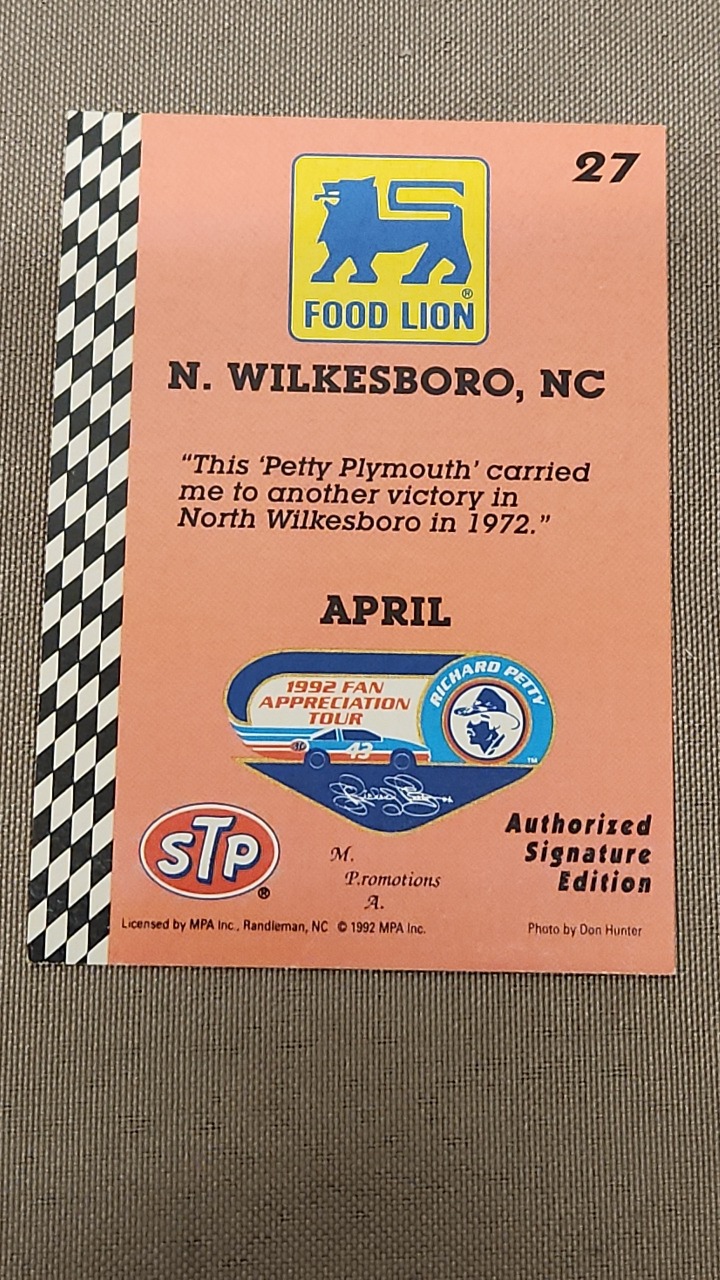 27
FOOD LION ®
N. WILKESBORO, NC
“This ‘Petty Plymouth’ carried
me to another victory in
North Wilkesboro in 1972.”
APRIL
1992 FAN
APPRECIATION
TOUR
RICHARD PETTY
43
STP
TM
STP ®
M.
P.romotions
A.
Authorized
Signature
Edition
Licensed by MPA Inc., Randleman, NC © 1992 MPA Inc.
Photo by Don Hunter